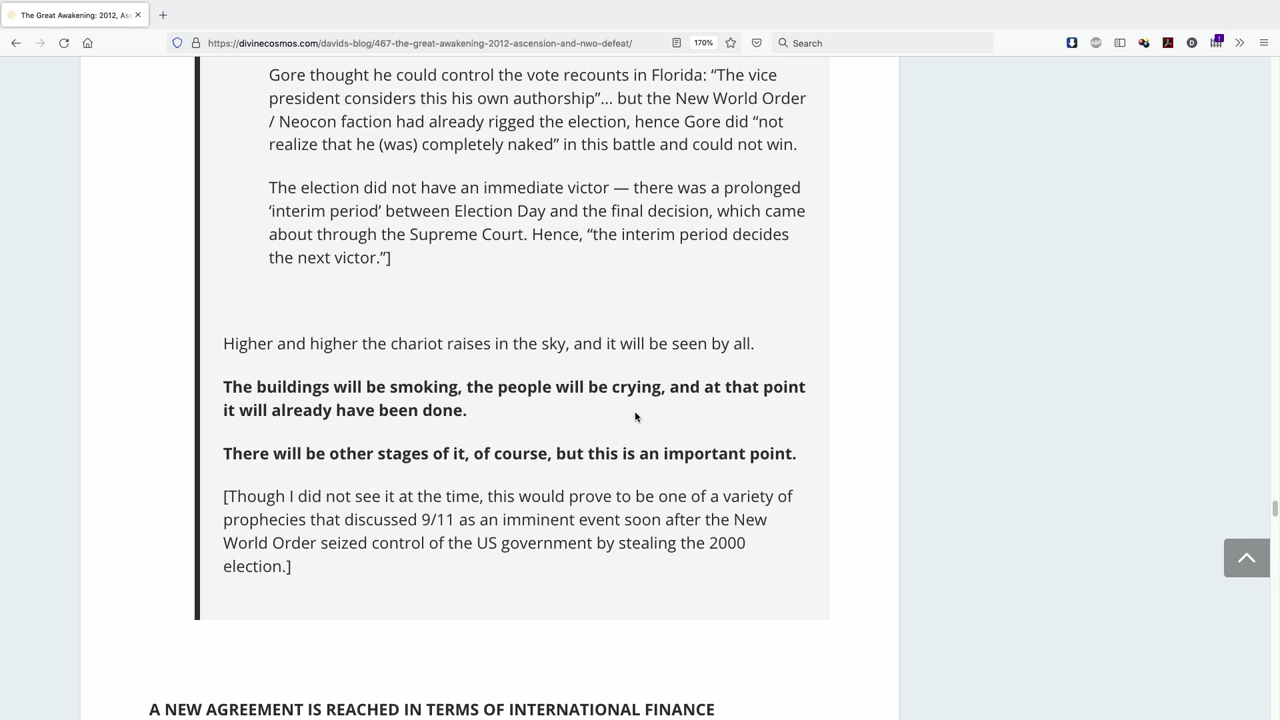 The Great Awakening: 2012, Asc
https://divinecosmos.com/davids-blog/467-the-great-awakening-2012-ascension-and-nwo-defeat/
170%
Search
Gore thought he could control the vote recounts in Florida: “The vice
president considers this his own authorship”… but the New World Order
/ Neocon faction had already rigged the election, hence Gore did “not
realize that he (was) completely naked” in this battle and could not win.
The election did not have an immediate victor — there was a prolonged
‘interim period’ between Election Day and the final decision, which came
about through the Supreme Court. Hence, “the interim period decides
the next victor.”]
Higher and higher the chariot raises in the sky, and it will be seen by all.
The buildings will be smoking, the people will be crying, and at that point
it will already have been done.
There will be other stages of it, of course, but this is an important point.
[Though I did not see it at the time, this would prove to be one of a variety of
prophecies that discussed 9/11 as an imminent event soon after the New
World Order seized control of the US government by stealing the 2000
election.]
A NEW AGREEMENT IS REACHED IN TERMS OF INTERNATIONAL FINANCE